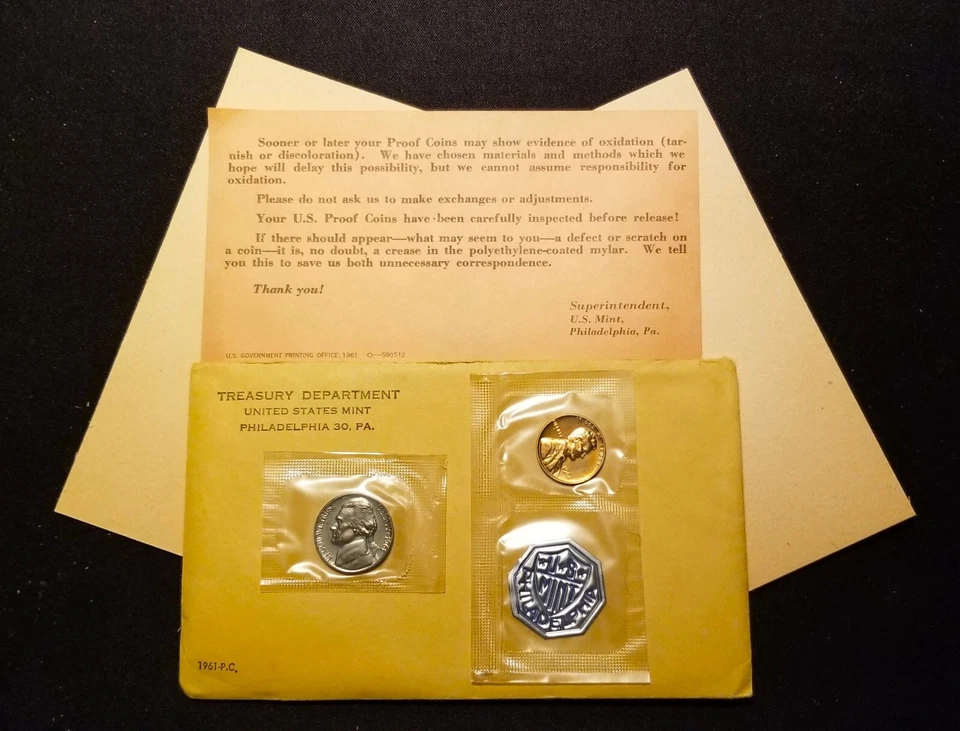 Sooner or later your Proof Coins may show evidence of oxidation (tar-
nish or discoloration). We have chosen materials and methods which we
hope will delay this possibility, but we cannot assume responsibility for
oxidation.
Please do not ask us to make exchanges or adjustments.
Your U.S. Proof Coins have been carefully inspected before release!
If there should appear—what may seem to you—a defect or scratch on
a coin—it is, no doubt, a crease in the polyethylene-coated mylar. We tell
you this to save us both unnecessary correspondence.
Thank you!
Superintendent,
U.S. Mint,
Philadelphia, Pa.
U.S. GOVERNMENT PRINTING OFFICE: 1961 O—590512
TREASURY DEPARTMENT
UNITED STATES MINT
PHILADELPHIA 30, PA.
U.S.
MINT
PHILADELPHIA
1961-P.C.